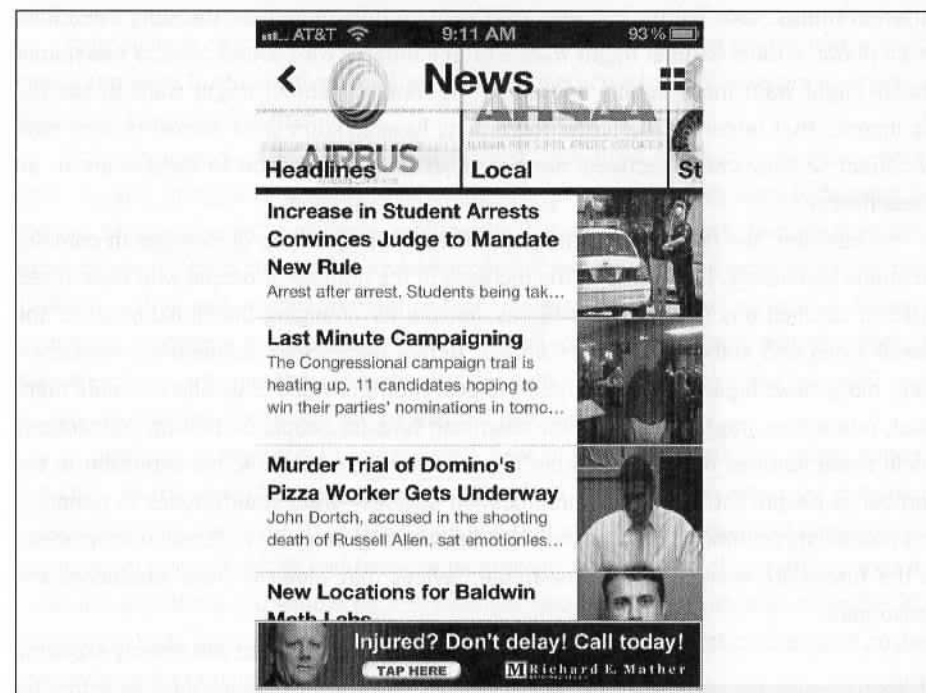 AT&T 9:11 AM 93%
News
AHSAA
AIRBUS
Headlines Local St
Increase in Student Arrests
Convinces Judge to Mandate
New Rule
Arrest after arrest. Students being tak...
Last Minute Campaigning
The Congressional campaign trail is
heating up. 11 candidates hoping to
win their parties' nominations in tomo...
Murder Trial of Domino's
Pizza Worker Gets Underway
John Dortch, accused in the shooting
death of Russell Allen, sat emotionles...
New Locations for Baldwin
Meth Labs
Injured? Don't delay! Call today!
TAP HERE M Richard E. Mather